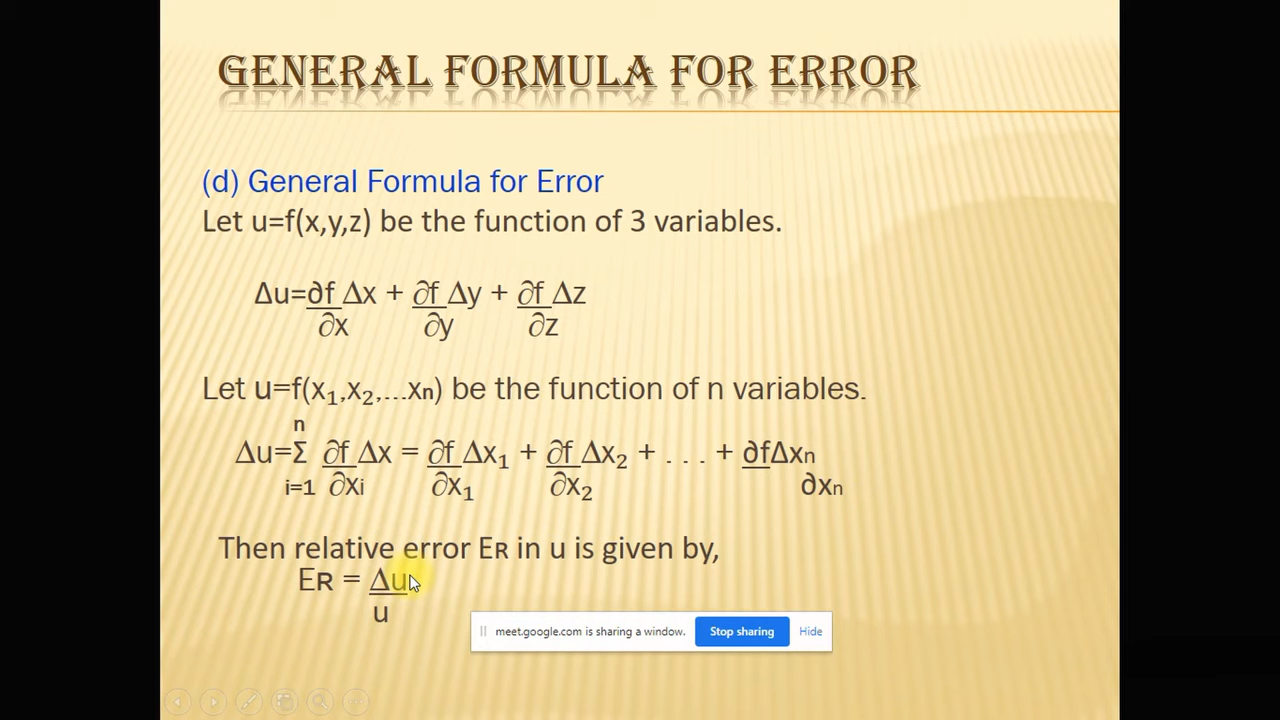 GENERAL FORMULA FOR ERROR
(d) General Formula for Error
Let u=f(x,y,z) be the function of 3 variables.
Δu=∂f Δx + ∂f Δy + ∂f Δz
∂x ∂y ∂z
Let u=f(x₁,x₂,...xn) be the function of n variables.
n
Δu=Σ ∂f Δx = ∂f Δx₁ + ∂f Δx₂ + . . . + ∂fΔxn
i=1 ∂xi ∂x₁ ∂x₂ ∂xn
Then relative error ER in u is given by,
ER = Δu
u
meet.google.com is sharing a window. Stop sharing Hide